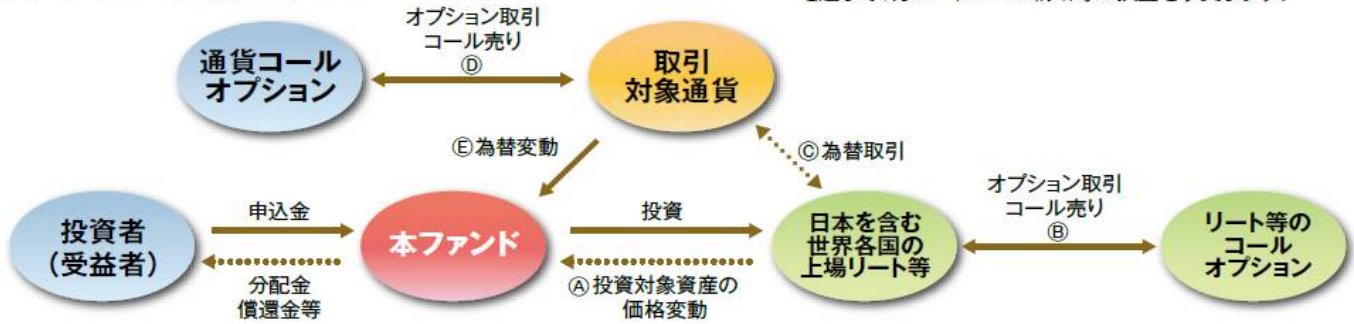 オプション取引
コール売り
Ⓓ
通貨コール
オプション
取引
対象通貨
Ⓔ為替変動
Ⓒ為替取引
オプション取引
コール売り
Ⓑ
投資者
（受益者）
申込金
分配金
償還金等
本ファンド
投資
Ⓐ投資対象資産の
価格変動
日本を含む
世界各国の
上場リート等
リート等の
コール
オプション